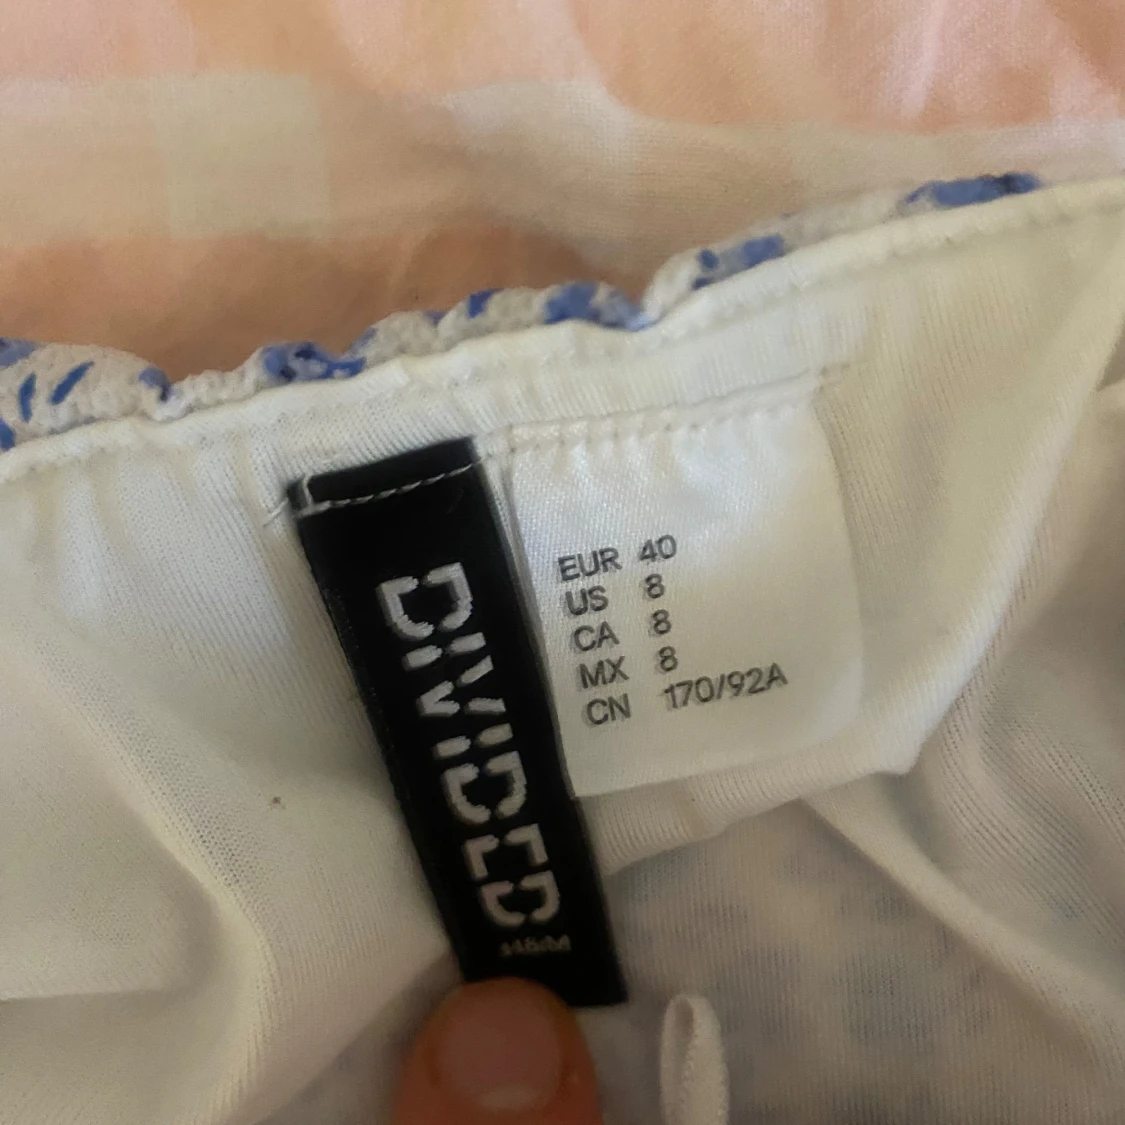 DIVIDED
EUR 40
US 8
CA 8
MX 8
CN 170/92A